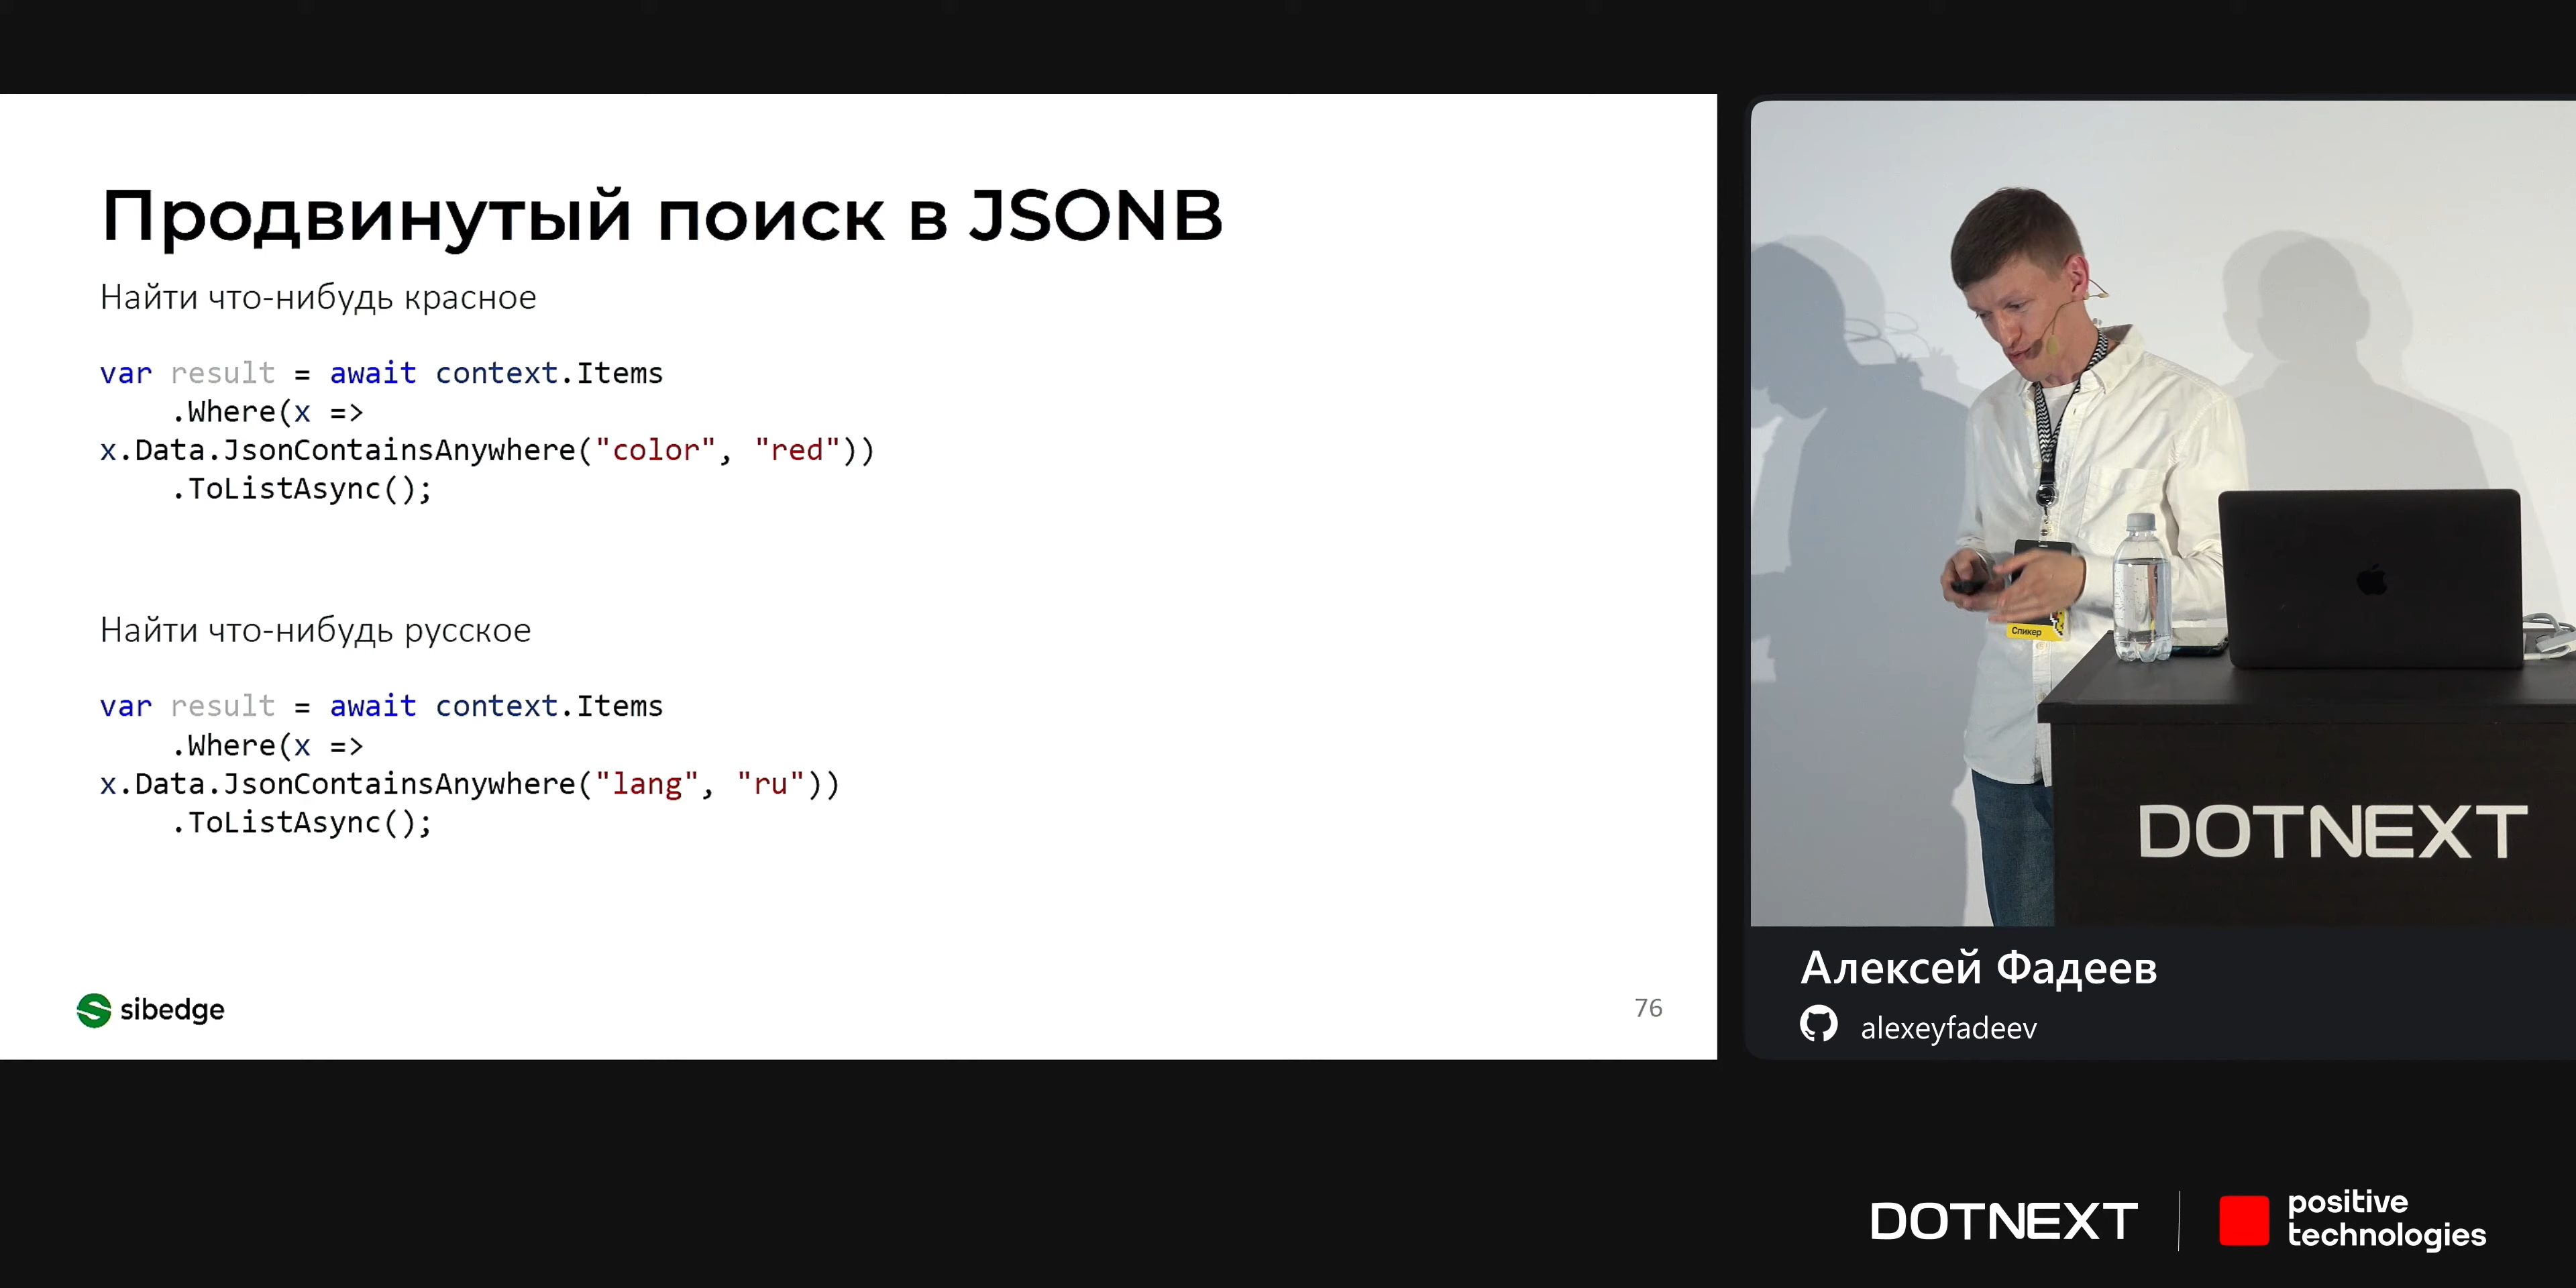 Продвинутый поиск в JSONB
Найти что-нибудь красное
var result = await context.Items
.Where(x =>
x.Data.JsonContainsAnywhere("color", "red"))
.ToListAsync();
Найти что-нибудь русское
var result = await context.Items
.Where(x =>
x.Data.JsonContainsAnywhere("lang", "ru"))
.ToListAsync();
sibedge
76
Спикер
DOTNEXT
Алексей Фадеев
alexeyfadeev
DOTNEXT
positive
technologies